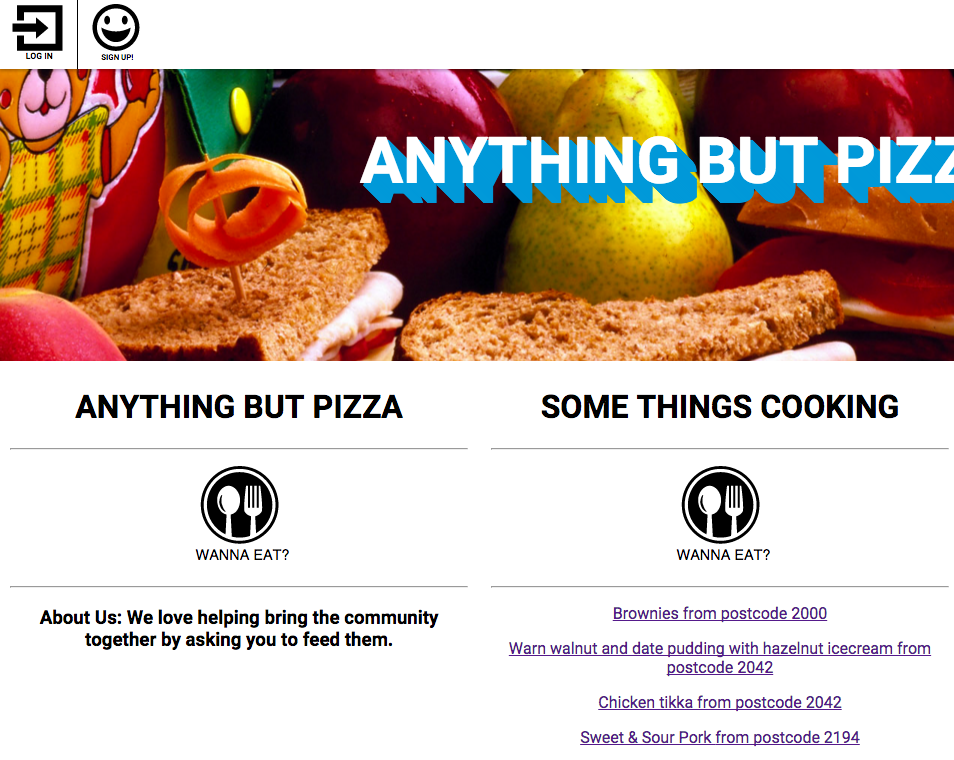 LOG IN
SIGN UP!
ANYTHING BUT PIZZ
ANYTHING BUT PIZZA
WANNA EAT?
About Us: We love helping bring the community
together by asking you to feed them.
SOME THINGS COOKING
WANNA EAT?
Brownies from postcode 2000
Warn walnut and date pudding with hazelnut icecream from
postcode 2042
Chicken tikka from postcode 2042
Sweet & Sour Pork from postcode 2194